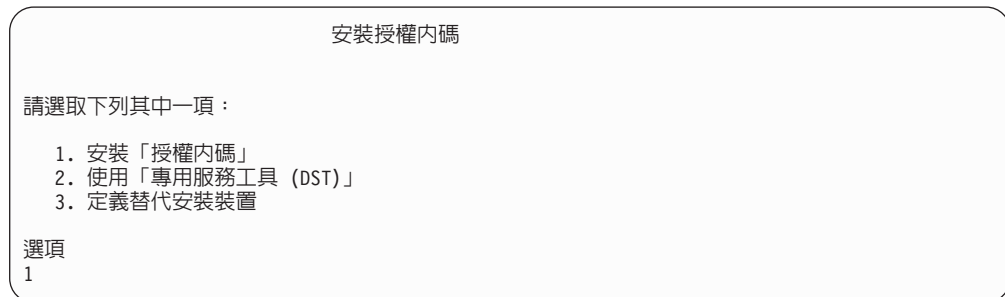 安裝授權内碼
請選取下列其中一項：
1. 安裝「授權内碼」
2. 使用「專用服務工具 (DST)」
3. 定義替代安裝裝置
選項
1